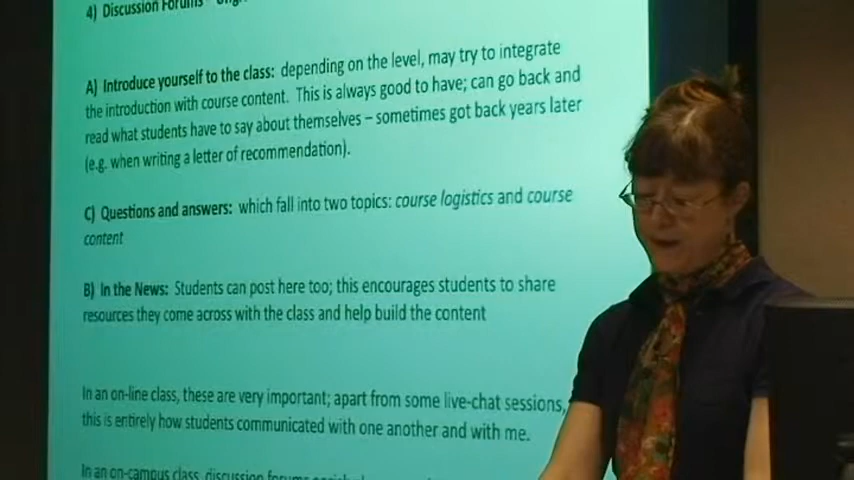 4) Discussion Forums -
A) Introduce yourself to the class: depending on the level, may try to integrate
the introduction with course content. This is always good to have; can go back and
read what students have to say about themselves – sometimes got back years later
(e.g. when writing a letter of recommendation).
C) Questions and answers: which fall into two topics: course logistics and course
content
B) In the News: Students can post here too; this encourages students to share
resources they come across with the class and help build the content
In an on-line class, these are very important; apart from some live-chat sessions,
this is entirely how students communicated with one another and with me.
In an on-campus class, discussion forums